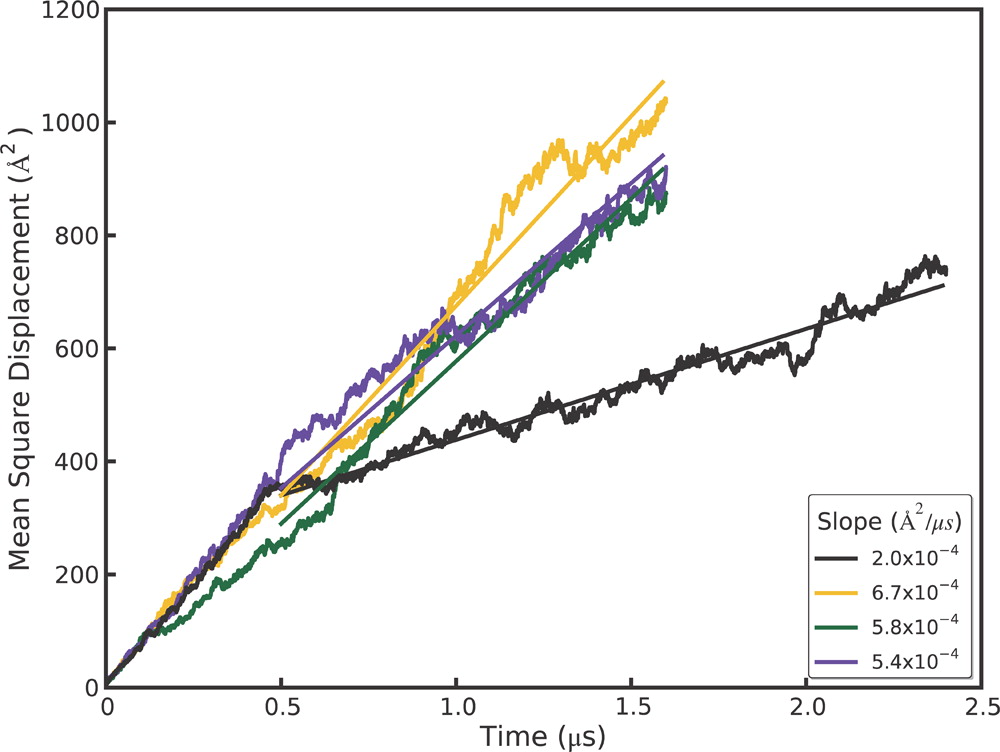 1200
1000
800
600
400
200
0
Mean Square Displacement (Å²)
0
0.5
1.0
1.5
2.0
2.5
Time (μs)
Slope (Å²/μs)
2.0x10⁻⁴
6.7x10⁻⁴
5.8x10⁻⁴
5.4x10⁻⁴